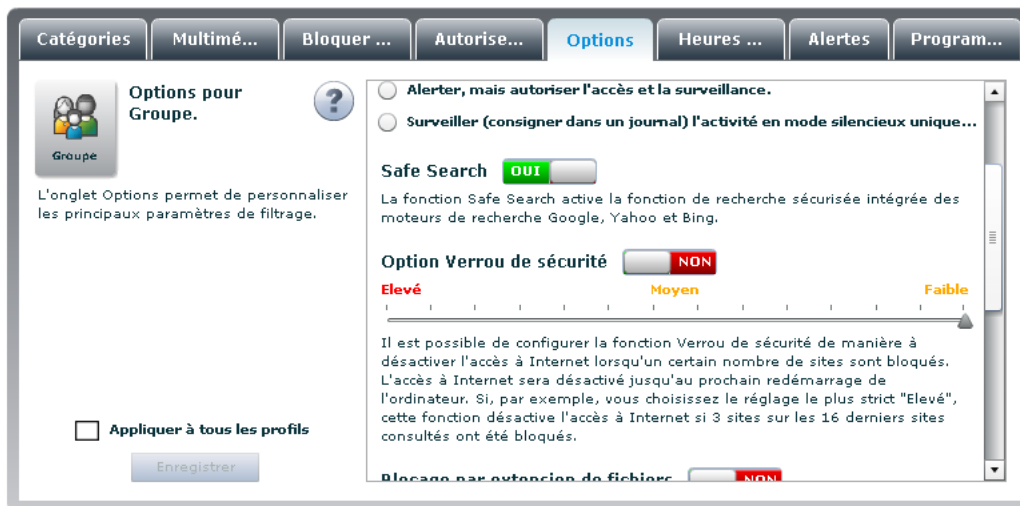 Catégories Multimé... Bloquer ... Autorise... Options Heures ... Alertes Program...
Options pour
Groupe.
?
Groupe
L'onglet Options permet de personnaliser
les principaux paramètres de filtrage.
Appliquer à tous les profils
Enregistrer
Alerter, mais autoriser l'accès et la surveillance.
Surveiller (consigner dans un journal) l'activité en mode silencieux unique...
Safe Search OUI
La fonction Safe Search active la fonction de recherche sécurisée intégrée des
moteurs de recherche Google, Yahoo et Bing.
Option Verrou de sécurité NON
Elevé Moyen Faible
Il est possible de configurer la fonction Verrou de sécurité de manière à
désactiver l'accès à Internet lorsqu'un certain nombre de sites sont bloqués.
L'accès à Internet sera désactivé jusqu'au prochain redémarrage de
l'ordinateur. Si, par exemple, vous choisissez le réglage le plus strict "Elevé",
cette fonction désactive l'accès à Internet si 3 sites sur les 16 derniers sites
consultés ont été bloqués.
Blocage par extension de fichiers NON